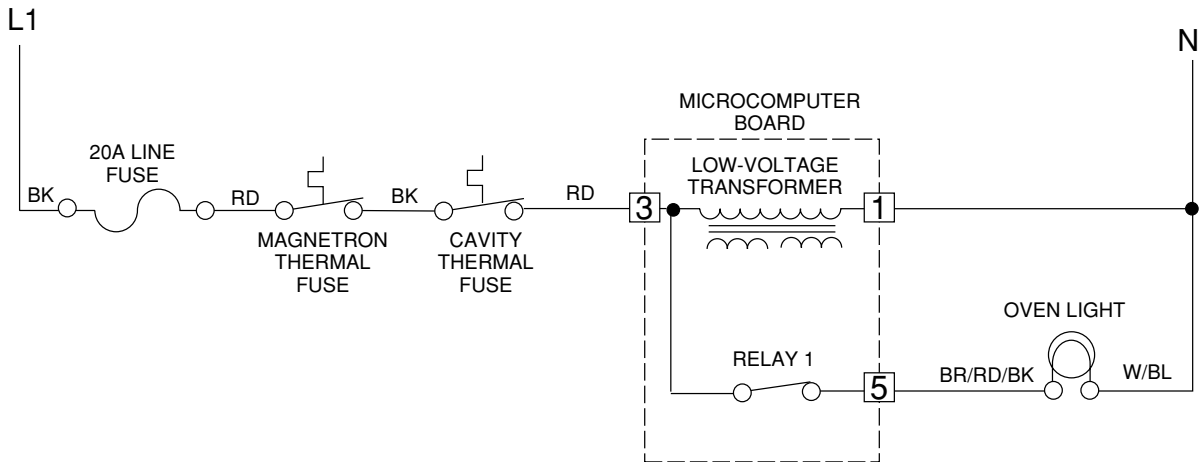 L1
N
MICROCOMPUTER
BOARD
20A LINE
FUSE
LOW-VOLTAGE
TRANSFORMER
BK
RD
BK
RD
3
1
MAGNETRON
THERMAL
FUSE
CAVITY
THERMAL
FUSE
OVEN LIGHT
RELAY 1
5
BR/RD/BK
W/BL